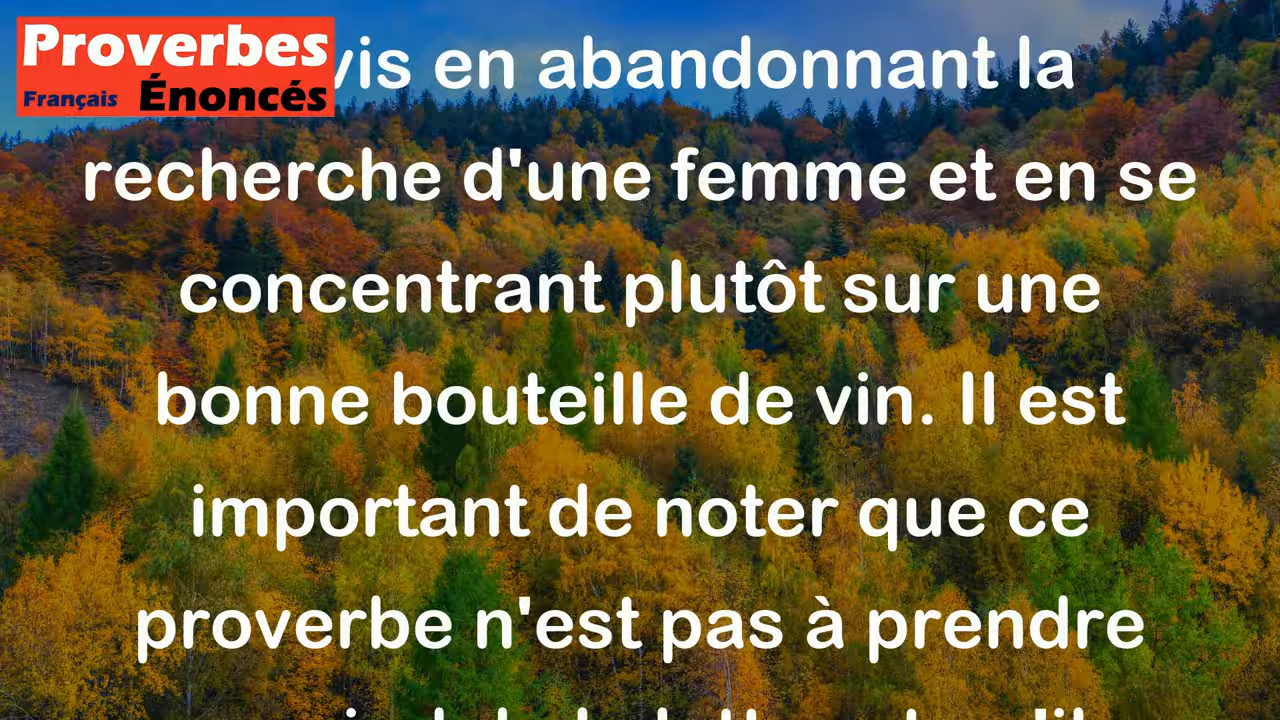 Proverbes
Français Énoncés
en abandonnant la
recherche d'une femme et en se
concentrant plutôt sur une
bonne bouteille de vin. Il est
important de noter que ce
proverbe n'est pas à prendre